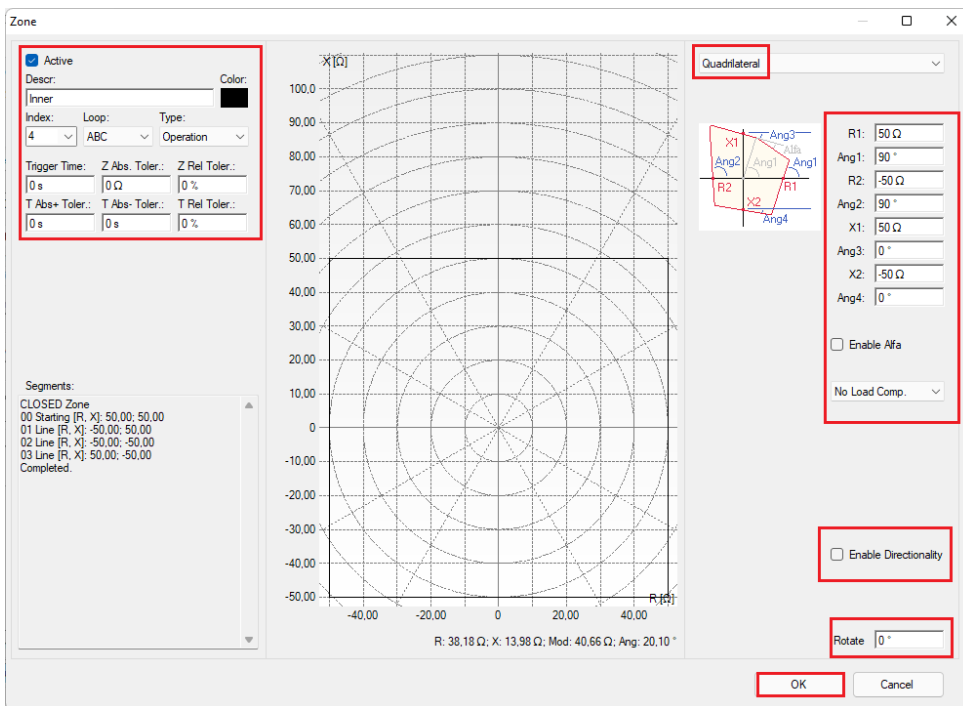 Zone
Active
Descr: Color:
Inner
Index: Loop: Type:
4 ABC Operation
Trigger Time: Z Abs. Toler.: Z Rel Toler.:
0 s 0 Ω 0 %
T Abs+ Toler.: T Abs- Toler.: T Rel Toler.:
0 s 0 s 0 %
Segments:
CLOSED Zone
00 Starting [R, X]: 50,00; 50,00
01 Line [R, X]: -50,00; 50,00
02 Line [R, X]: -50,00; -50,00
03 Line [R, X]: 50,00; -50,00
Completed.
X [Ω]
100,0
90,00
80,00
70,00
60,00
50,00
40,00
30,00
20,00
10,00
0
-10,00
-20,00
-30,00
-40,00
-50,00
R [Ω]
-40,00 -20,00 0 20,00 40,00
R: 38,18 Ω; X: 13,98 Ω; Mod: 40,66 Ω; Ang: 20,10 °
Quadrilateral
X1 Ang3
Alfa
Ang2 Ang1 Ang1
R2 R1
X2
Ang4
R1: 50 Ω
Ang1: 90 °
R2: -50 Ω
Ang2: 90 °
X1: 50 Ω
Ang3: 0 °
X2: -50 Ω
Ang4: 0 °
Enable Alfa
No Load Comp.
Enable Directionality
Rotate 0 °
OK Cancel